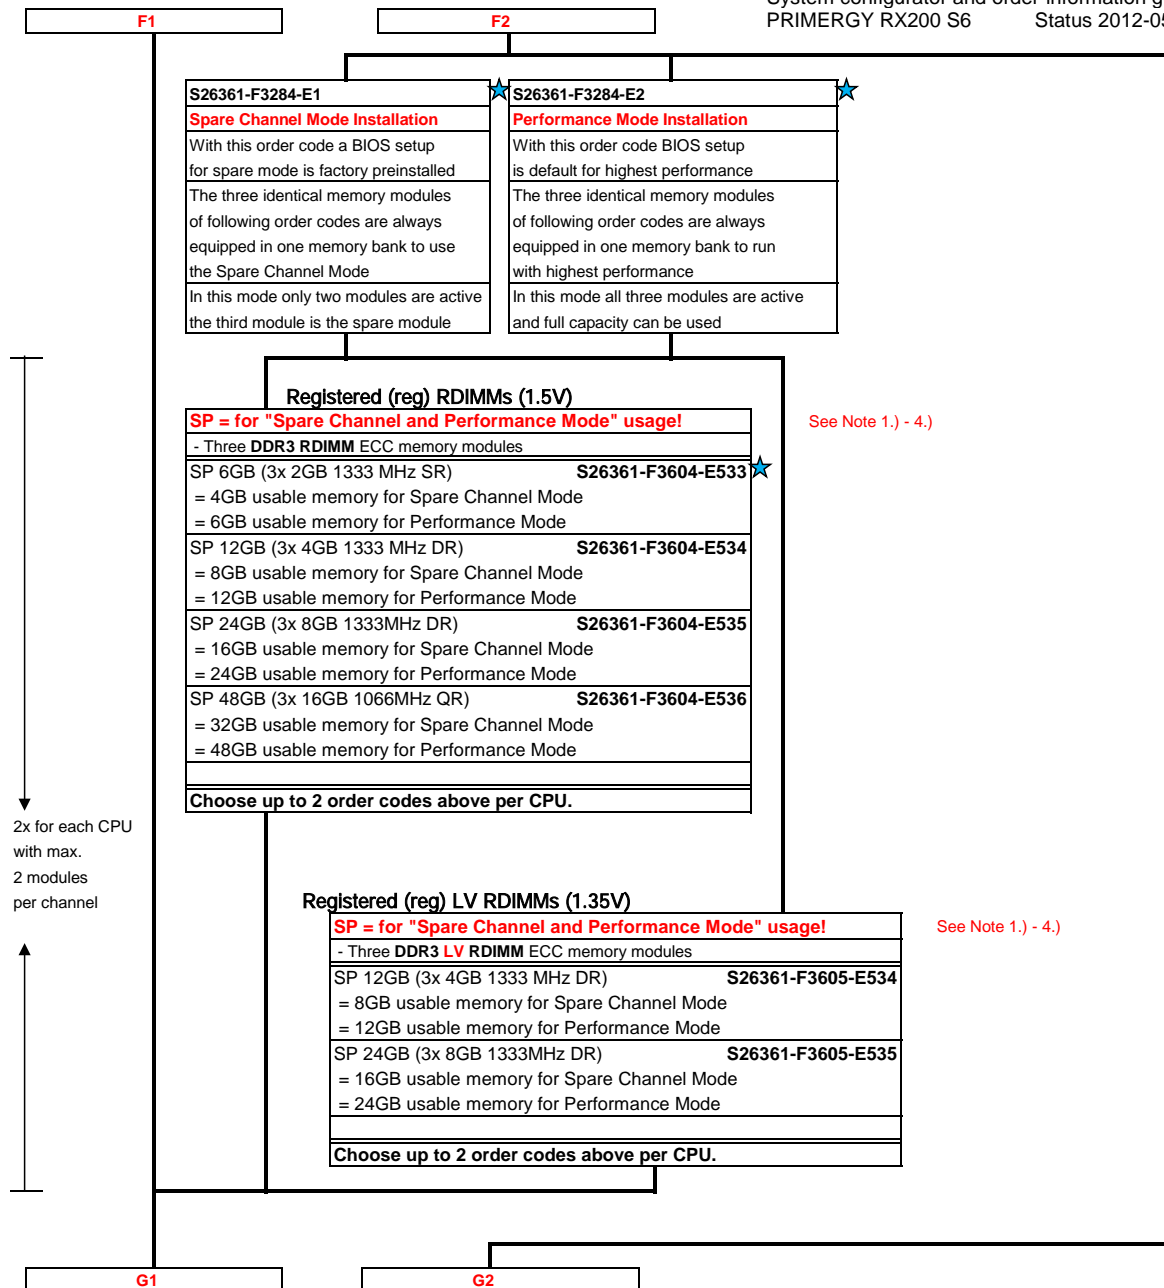 System configurator and order information g
PRIMERGY RX200 S6 Status 2012-05
F1
F2
S26361-F3284-E1
Spare Channel Mode Installation
With this order code a BIOS setup
for spare mode is factory preinstalled
The three identical memory modules
of following order codes are always
equipped in one memory bank to use
the Spare Channel Mode
In this mode only two modules are active
the third module is the spare module
S26361-F3284-E2
Performance Mode Installation
With this order code BIOS setup
is default for highest performance
The three identical memory modules
of following order codes are always
equipped in one memory bank to run
with highest performance
In this mode all three modules are active
and full capacity can be used
Registered (reg) RDIMMs (1.5V)
SP = for "Spare Channel and Performance Mode" usage!
See Note 1.) - 4.)
- Three DDR3 RDIMM ECC memory modules
SP 6GB (3x 2GB 1333 MHz SR) S26361-F3604-E533
= 4GB usable memory for Spare Channel Mode
= 6GB usable memory for Performance Mode
SP 12GB (3x 4GB 1333 MHz DR) S26361-F3604-E534
= 8GB usable memory for Spare Channel Mode
= 12GB usable memory for Performance Mode
SP 24GB (3x 8GB 1333MHz DR) S26361-F3604-E535
= 16GB usable memory for Spare Channel Mode
= 24GB usable memory for Performance Mode
SP 48GB (3x 16GB 1066MHz QR) S26361-F3604-E536
= 32GB usable memory for Spare Channel Mode
= 48GB usable memory for Performance Mode
Choose up to 2 order codes above per CPU.
2x for each CPU
with max.
2 modules
per channel
Registered (reg) LV RDIMMs (1.35V)
SP = for "Spare Channel and Performance Mode" usage!
See Note 1.) - 4.)
- Three DDR3 LV RDIMM ECC memory modules
SP 12GB (3x 4GB 1333 MHz DR) S26361-F3605-E534
= 8GB usable memory for Spare Channel Mode
= 12GB usable memory for Performance Mode
SP 24GB (3x 8GB 1333MHz DR) S26361-F3605-E535
= 16GB usable memory for Spare Channel Mode
= 24GB usable memory for Performance Mode
Choose up to 2 order codes above per CPU.
G1
G2